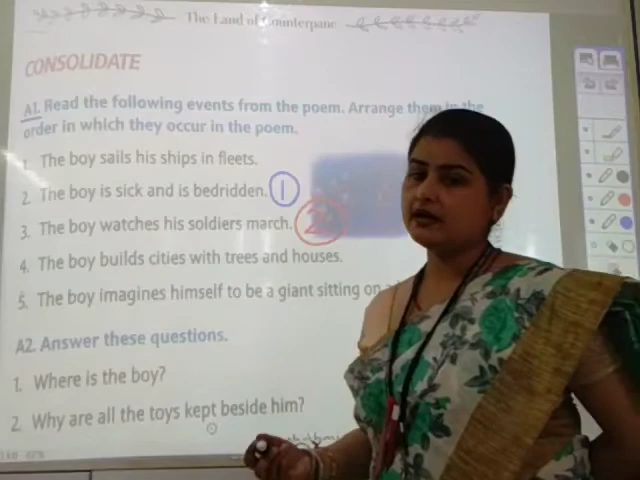 The Land of Counterpane
CONSOLIDATE
A1. Read the following events from the poem. Arrange them in the
order in which they occur in the poem.
1. The boy sails his ships in fleets.
2. The boy is sick and is bedridden. 1
3. The boy watches his soldiers march. 2
4. The boy builds cities with trees and houses.
5. The boy imagines himself to be a giant sitting on
A2. Answer these questions.
1. Where is the boy?
2. Why are all the toys kept beside him?